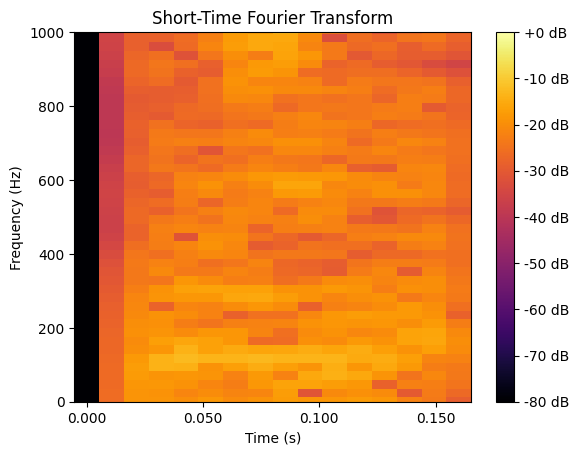 Short-Time Fourier Transform
Frequency (Hz)
1000
800
600
400
200
0
0.000
0.050
0.100
0.150
Time (s)
+0 dB
-10 dB
-20 dB
-30 dB
-40 dB
-50 dB
-60 dB
-70 dB
-80 dB